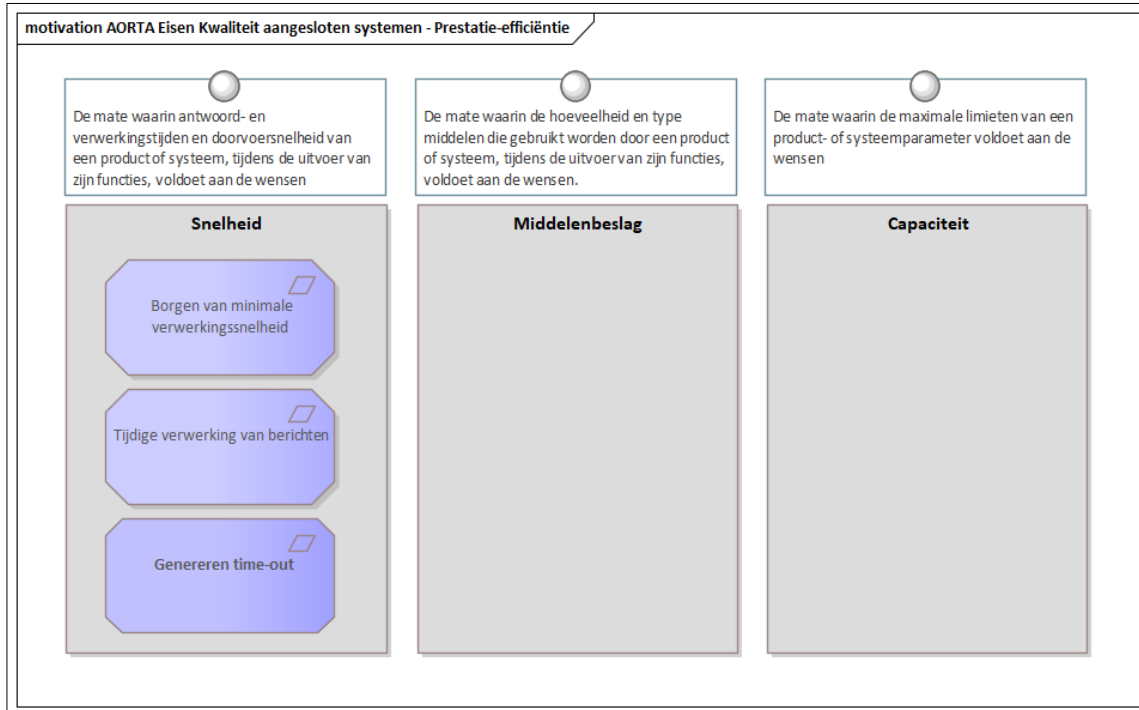 motivation AORTA Eisen Kwaliteit aangesloten systemen - Prestatie-efficiëntie
De mate waarin antwoord- en
verwerkingstijden en doorvoersnelheid van
een product of systeem, tijdens de uitvoer van
zijn functies, voldoet aan de wensen
De mate waarin de hoeveelheid en type
middelen die gebruikt worden door een product
of systeem, tijdens de uitvoer van zijn functies,
voldoet aan de wensen.
De mate waarin de maximale limieten van een
product- of systeemparameter voldoet aan de
wensen
Snelheid
Borgen van minimale
verwerkingssnelheid
Tijdige verwerking van berichten
Genereren time-out
Middelenbeslag
Capaciteit